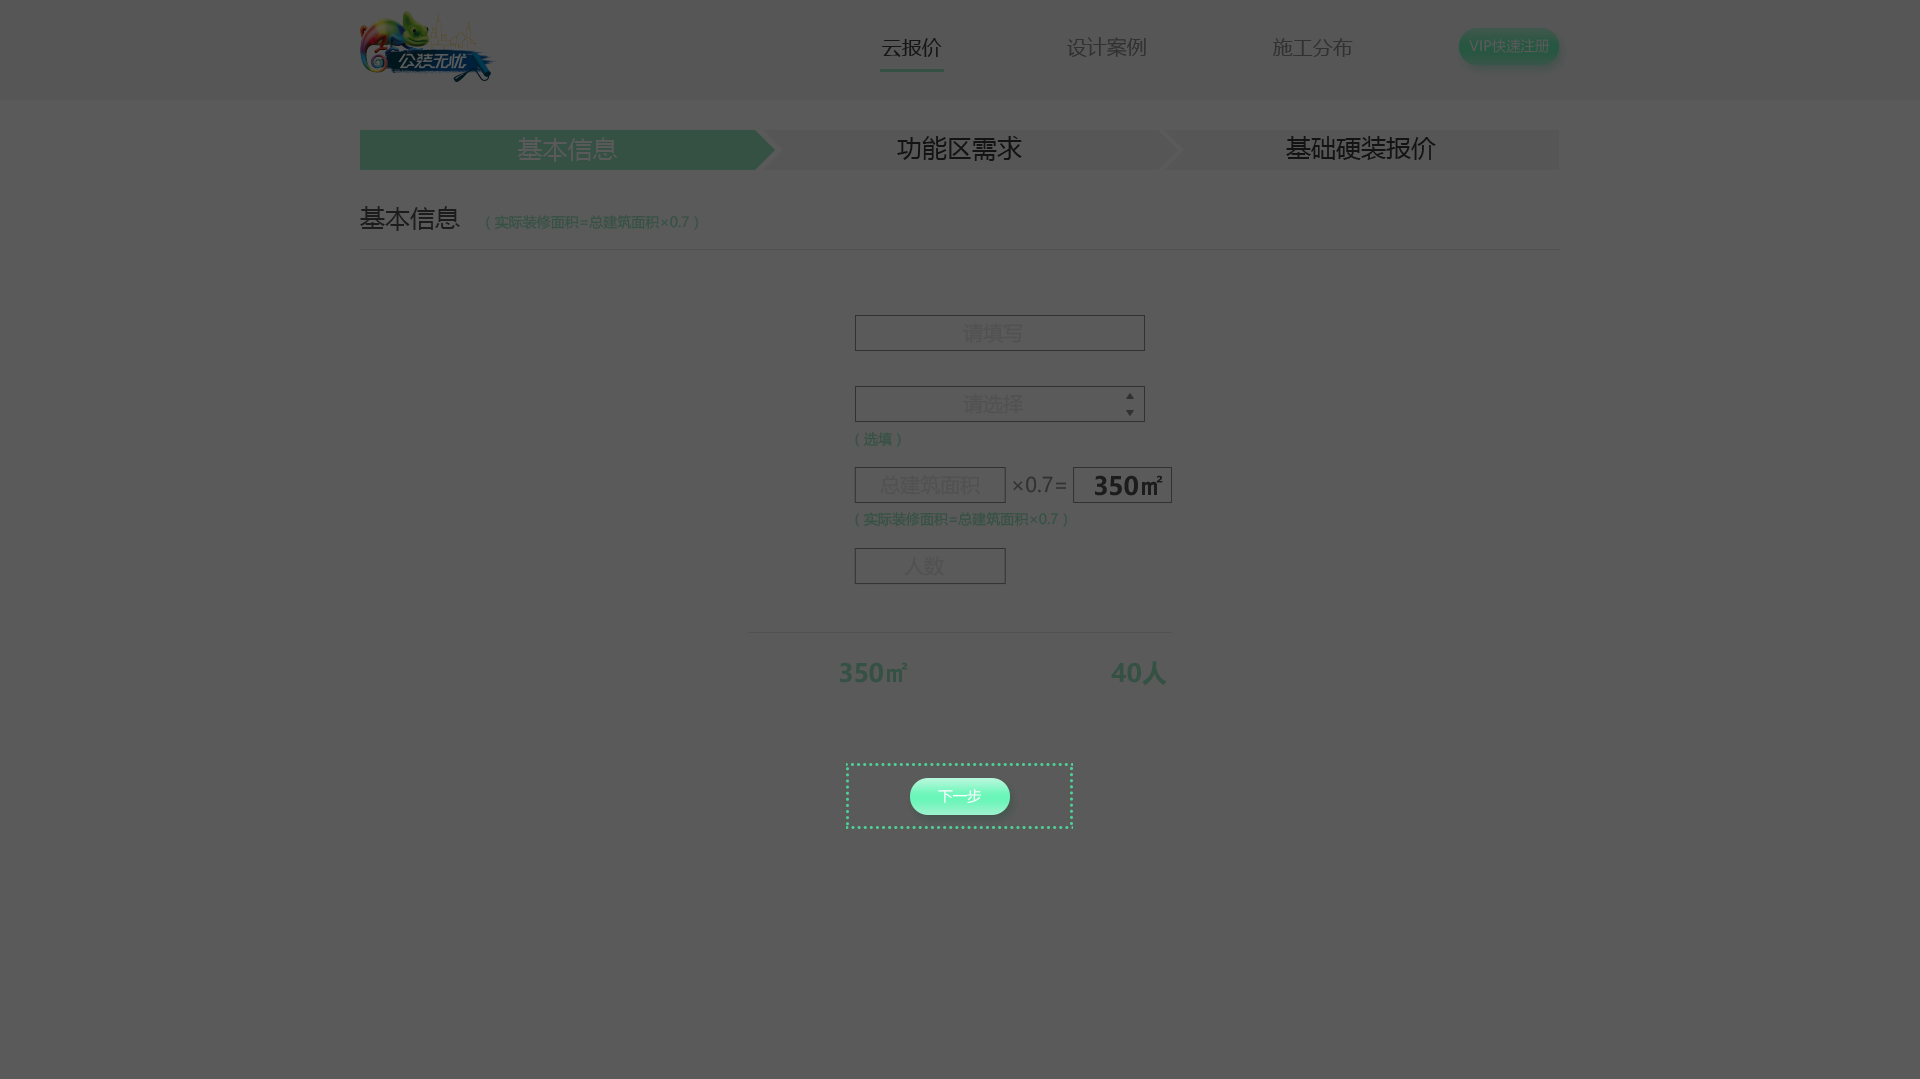 公装无忧
云报价
设计案例
施工分布
VIP快速注册
基本信息
功能区需求
基础硬装报价
基本信息 （实际装修面积=总建筑面积×0.7）
请填写
请选择
（选填）
总建筑面积 ×0.7= 350㎡
（实际装修面积=总建筑面积×0.7）
人数
350㎡ 40人
下一步